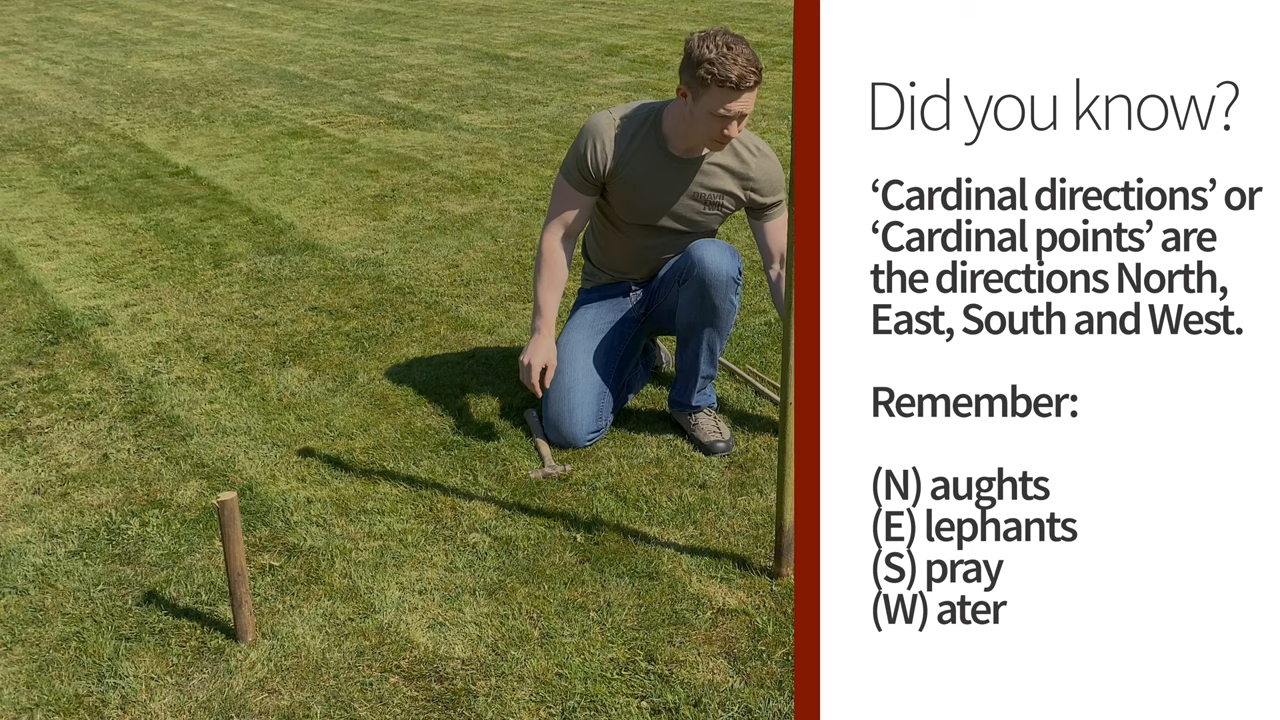 Did you know?
‘Cardinal directions’ or
‘Cardinal points’ are
the directions North,
East, South and West.
Remember:
(N) aughts
(E) lephants
(S) pray
(W) ater